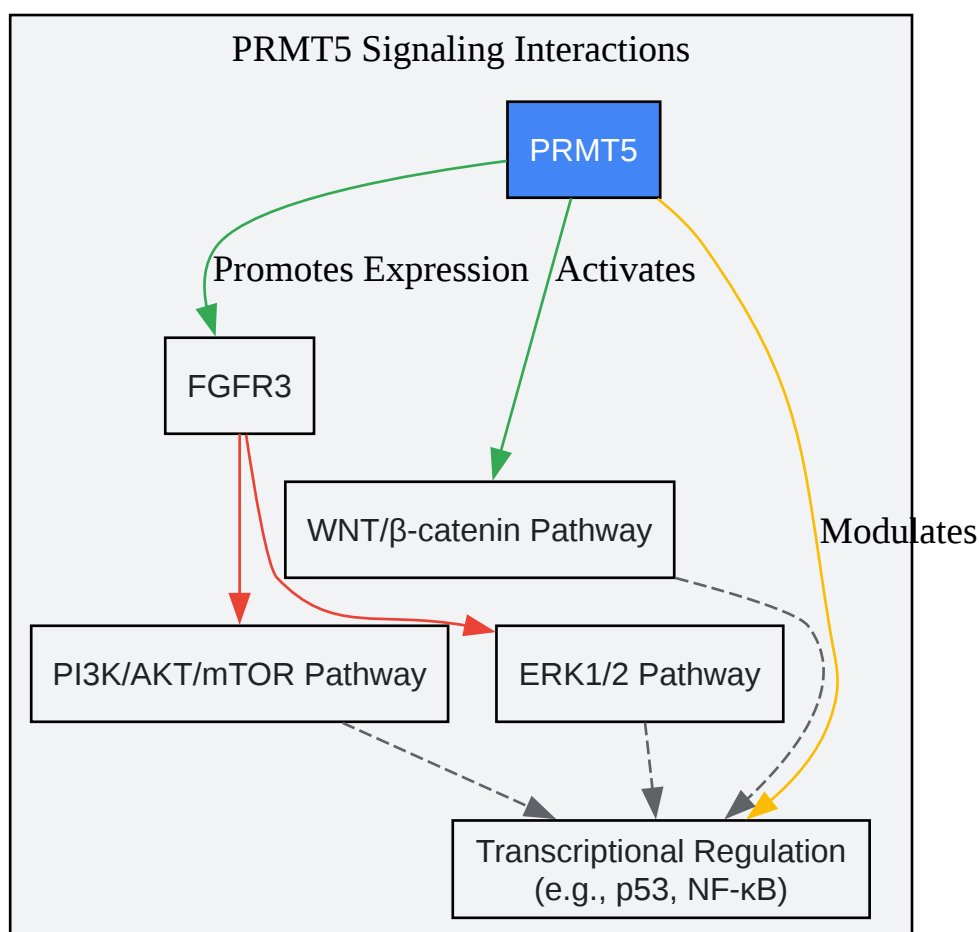 PRMT5 Signaling Interactions
PRMT5
Promotes Expression
Activates
FGFR3
WNT/β-catenin Pathway
Modulates
PI3K/AKT/mTOR Pathway
ERK1/2 Pathway
Transcriptional Regulation
(e.g., p53, NF-κB)